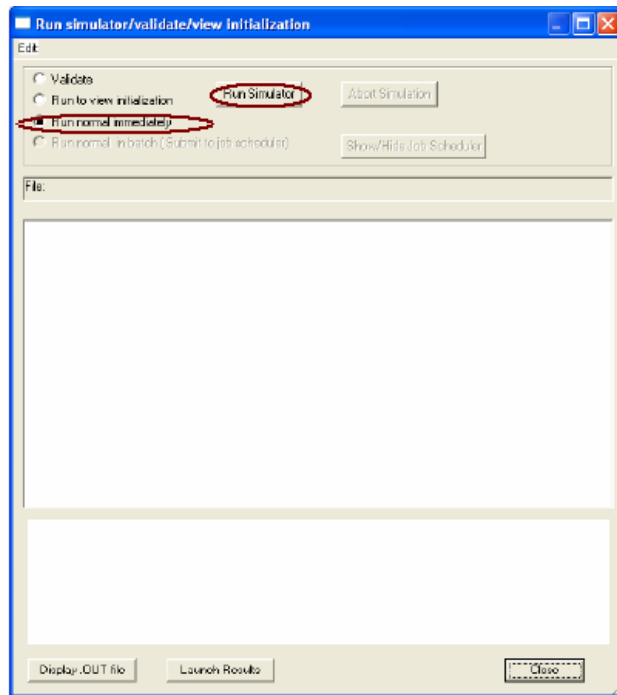 Run simulator/validate/view initialization
Edit
Validate
Run to view initialization
Run normal immediately
Run normal in batch (Submit to job scheduler)
Run Simulator
Abort Simulation
Show/Hide Job Scheduler
File:
Display .OUT file
Launch Results
Close